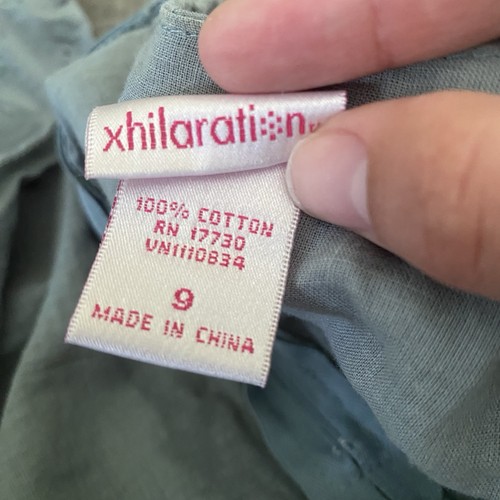 xhilaration
100% COTTON
RN 17730
VN1110834
9
MADE IN CHINA